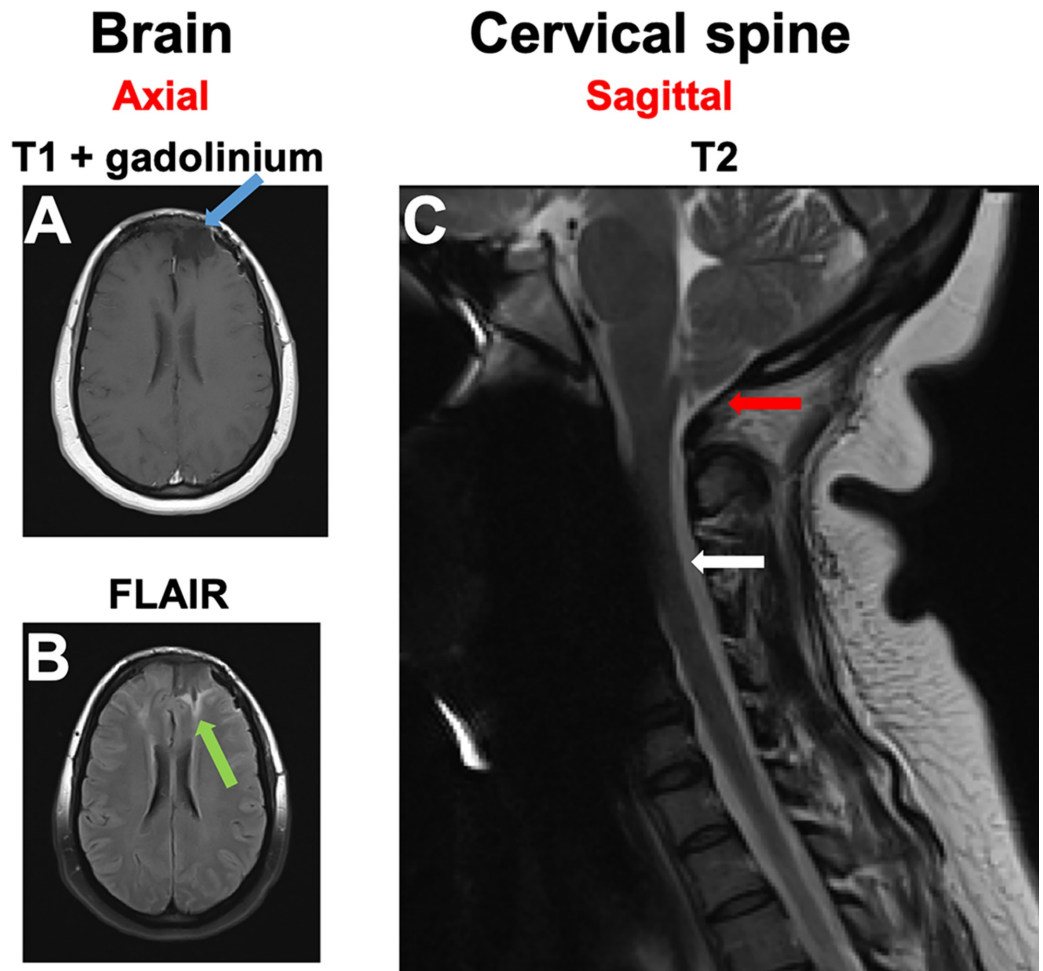 Brain
Axial
T1 + gadolinium
A
FLAIR
B
Cervical spine
Sagittal
T2
C